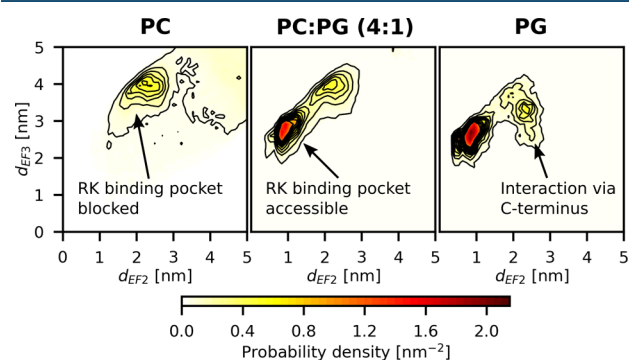 PC PC:PG (4:1) PG
5
4
3
2
1
0
d_EF3 [nm]
RK binding pocket
blocked
RK binding pocket
accessible
Interaction via
C-terminus
0 1 2 3 4 5 1 2 3 4 5 1 2 3 4 5
d_EF2 [nm] d_EF2 [nm] d_EF2 [nm]
0.0 0.4 0.8 1.2 1.6 2.0
Probability density [nm⁻²]